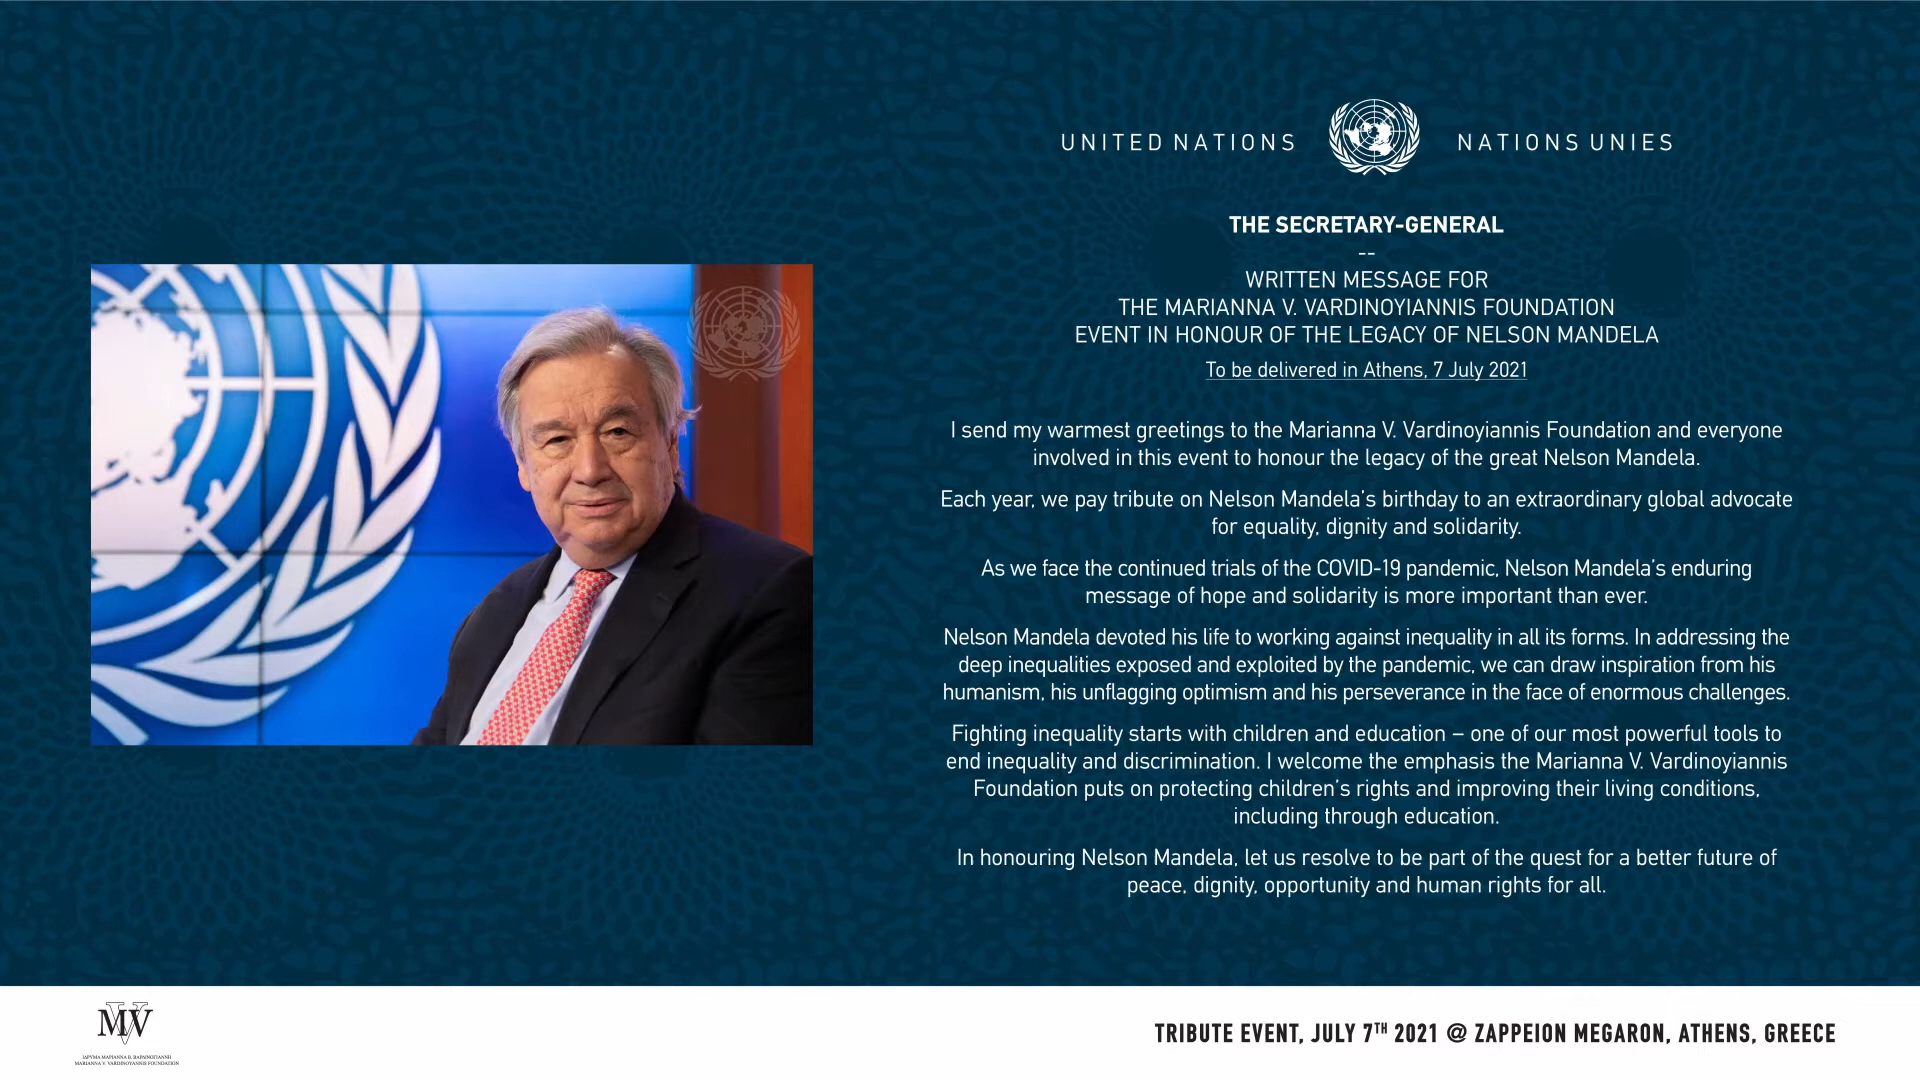 UNITED NATIONS NATIONS UNIES
THE SECRETARY-GENERAL
--
WRITTEN MESSAGE FOR
THE MARIANNA V. VARDINOYIANNIS FOUNDATION
EVENT IN HONOUR OF THE LEGACY OF NELSON MANDELA
To be delivered in Athens, 7 July 2021
I send my warmest greetings to the Marianna V. Vardinoyiannis Foundation and everyone
involved in this event to honour the legacy of the great Nelson Mandela.
Each year, we pay tribute on Nelson Mandela's birthday to an extraordinary global advocate
for equality, dignity and solidarity.
As we face the continued trials of the COVID-19 pandemic, Nelson Mandela's enduring
message of hope and solidarity is more important than ever.
Nelson Mandela devoted his life to working against inequality in all its forms. In addressing the
deep inequalities exposed and exploited by the pandemic, we can draw inspiration from his
humanism, his unflagging optimism and his perseverance in the face of enormous challenges.
Fighting inequality starts with children and education – one of our most powerful tools to
end inequality and discrimination. I welcome the emphasis the Marianna V. Vardinoyiannis
Foundation puts on protecting children's rights and improving their living conditions,
including through education.
In honouring Nelson Mandela, let us resolve to be part of the quest for a better future of
peace, dignity, opportunity and human rights for all.
MVV
ΙΔΡΥΜΑ ΜΑΡΙΑΝΝΑ Β. ΒΑΡΔΙΝΟΓΙΑΝΝΗ
MARIANNA V. VARDINOYANNIS FOUNDATION
TRIBUTE EVENT, JULY 7TH 2021 @ ZAPPEION MEGARON, ATHENS, GREECE